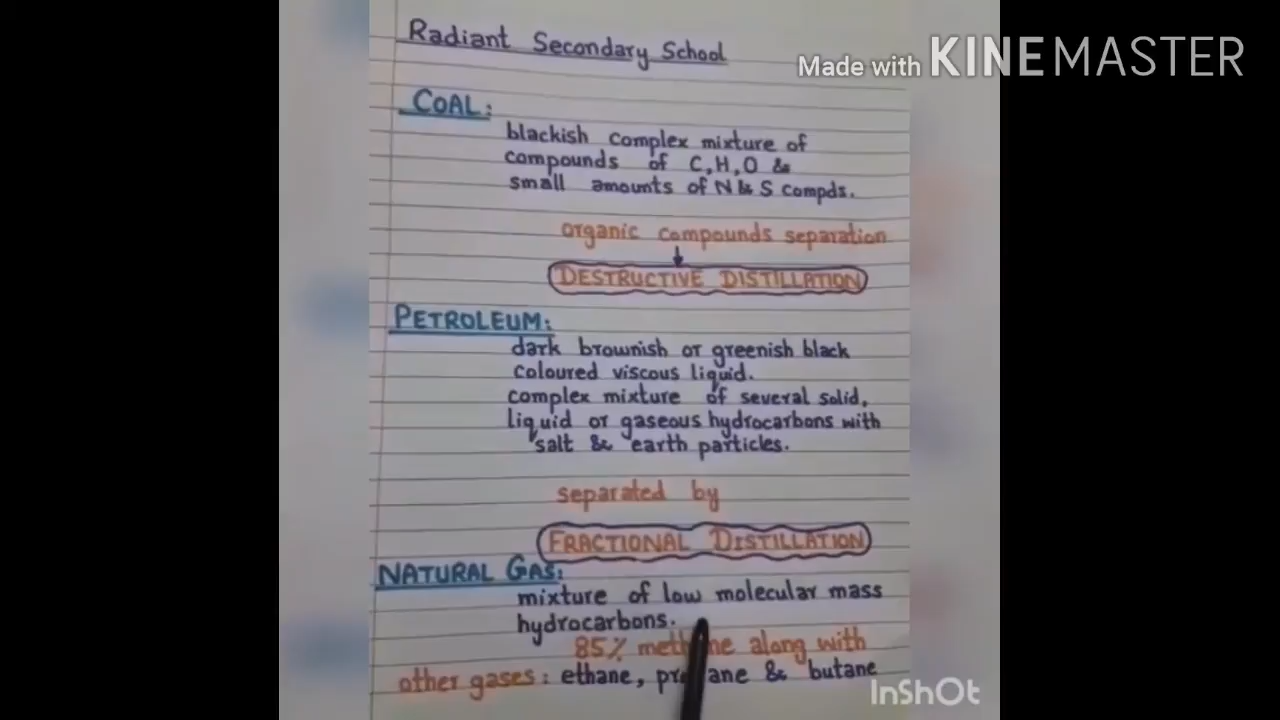 Radiant Secondary School
Made with KINEMASTER
COAL:
blackish complex mixture of
compounds of C, H, O &
small amounts of N & S compds.
organic compounds separation
DESTRUCTIVE DISTILLATION
PETROLEUM:
dark brownish or greenish black
coloured viscous liquid.
complex mixture of several solid,
liquid or gaseous hydrocarbons with
salt & earth particles.
separated by
FRACTIONAL DISTILLATION
NATURAL GAS:
mixture of low molecular mass
hydrocarbons.
85% methane along with
other gases: ethane, propane & butane
InShOt